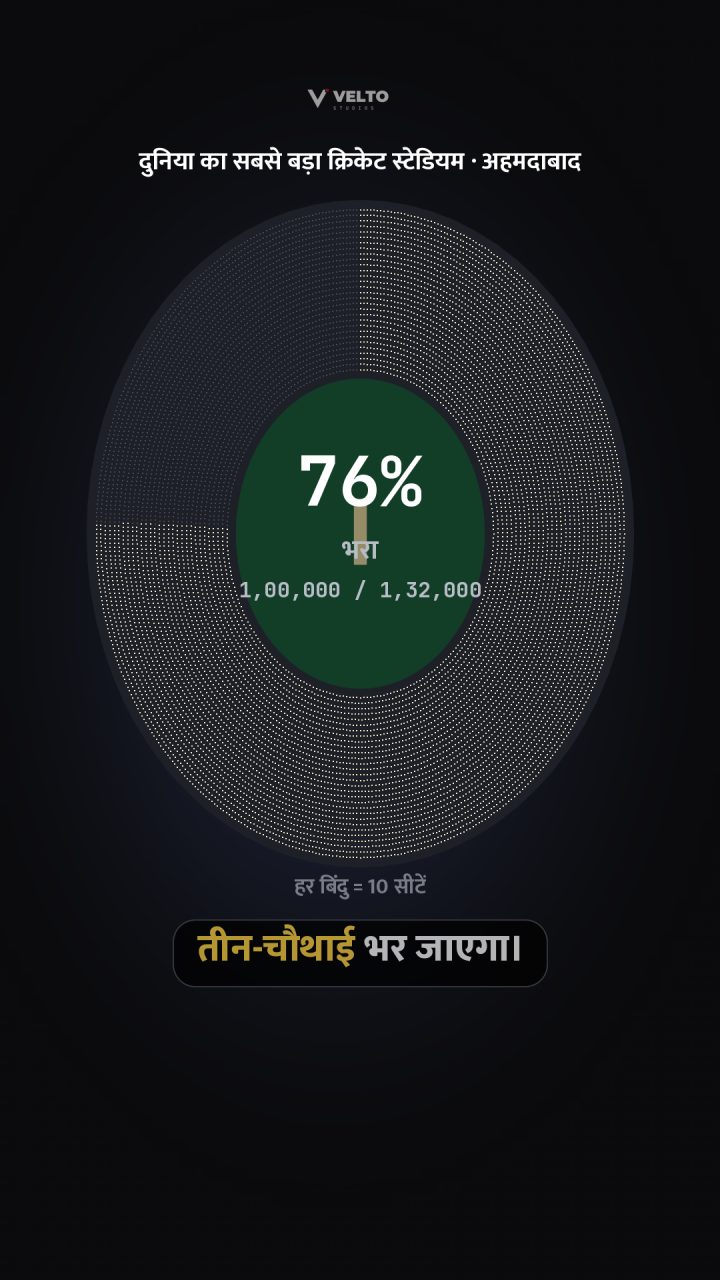 VELTO
STUDIOS
दुनिया का सबसे बड़ा क्रिकेट स्टेडियम · अहमदाबाद
76%
भरा
1,00,000 / 1,32,000
हर बिंदु = 10 सीटें
तीन-चौथाई भर जाएगा।